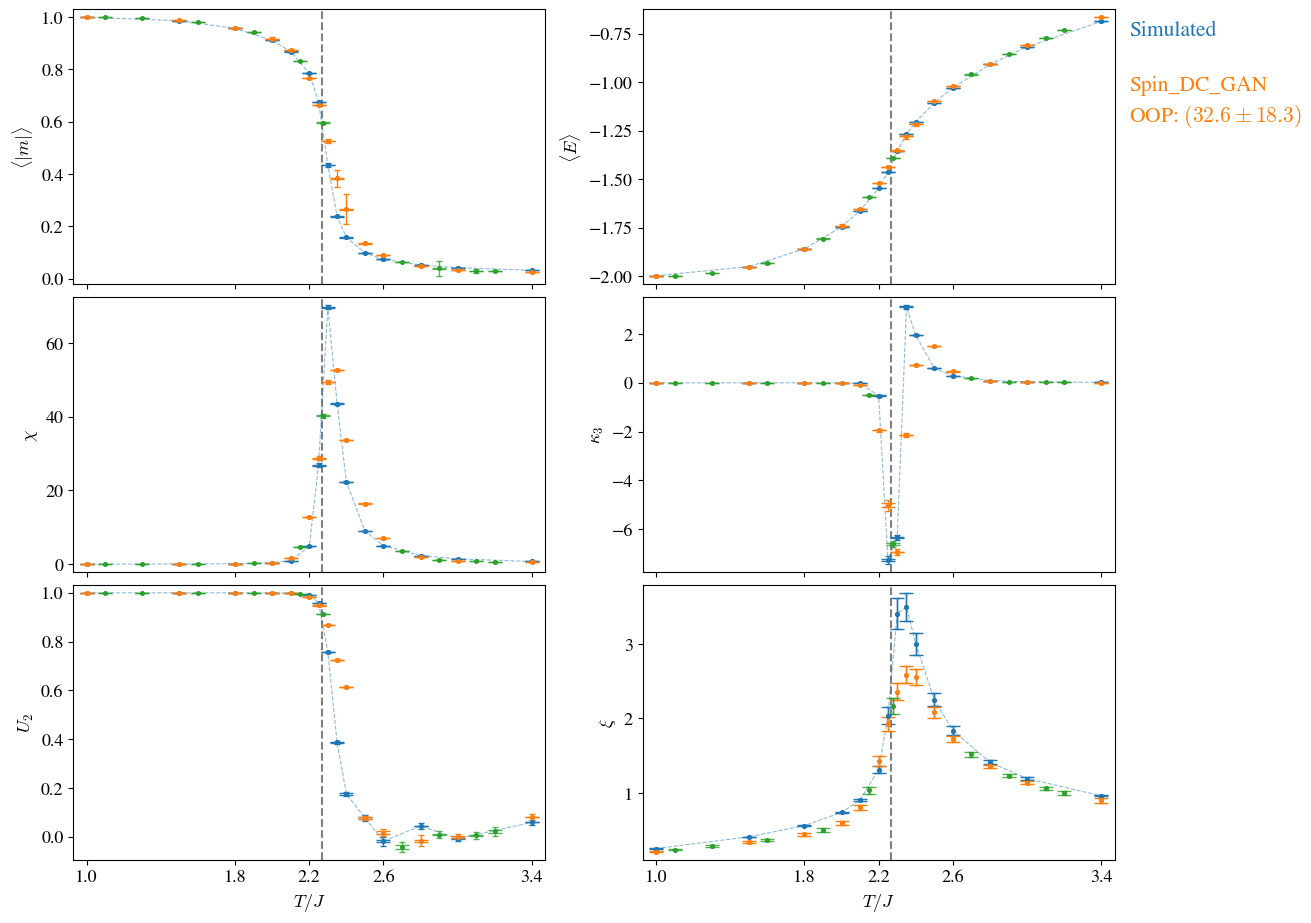 1.0
0.8
0.6
0.4
0.2
0.0
⟨|m|⟩
−0.75
−1.00
−1.25
−1.50
−1.75
−2.00
⟨E⟩
Simulated
Spin_DC_GAN
OOP: (32.6 ± 18.3)
60
40
20
0
χ
2
0
−2
−4
−6
κ₃
1.0
0.8
0.6
0.4
0.2
0.0
U₂
1.0 1.8 2.2 2.6 3.4
T/J
3
2
1
ξ
1.0 1.8 2.2 2.6 3.4
T/J